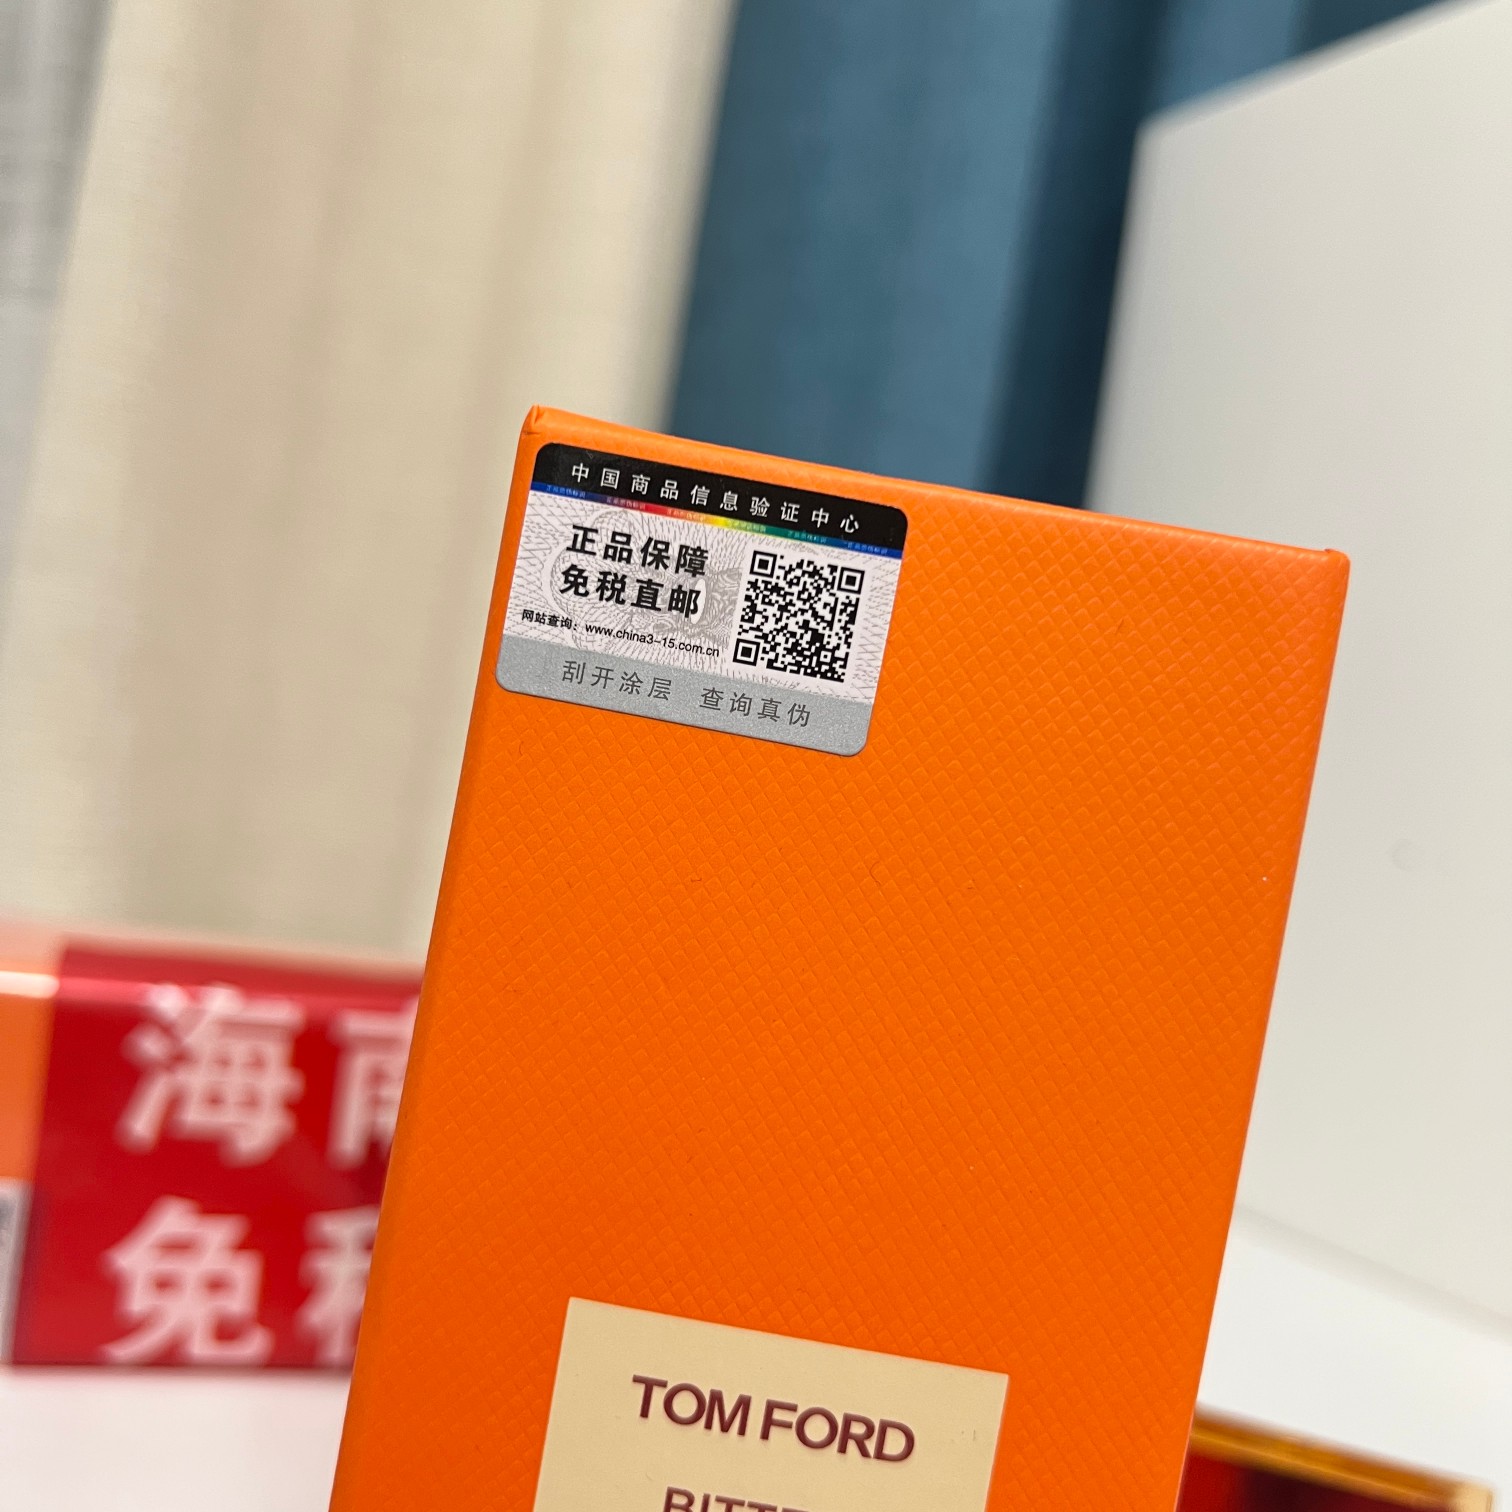 中国商品信息验证中心
正品保障
免税直邮
网站查询：www.china3-15.com.cn
刮开涂层 查询真伪
海南
免税
TOM FORD